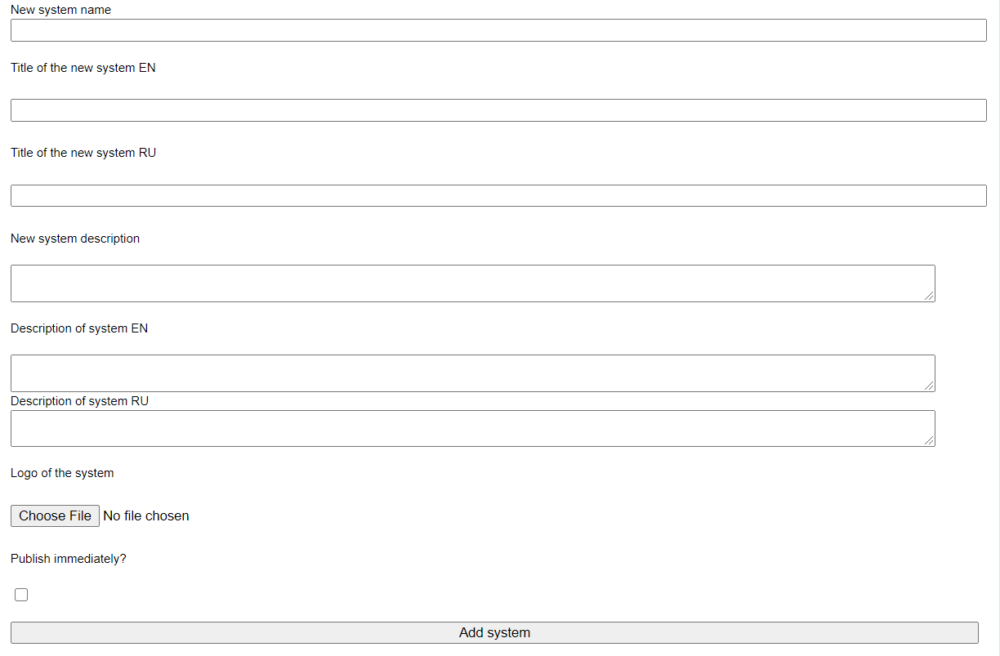 New system name
Title of the new system EN
Title of the new system RU
New system description
Description of system EN
Description of system RU
Logo of the system
Choose File No file chosen
Publish immediately?
Add system